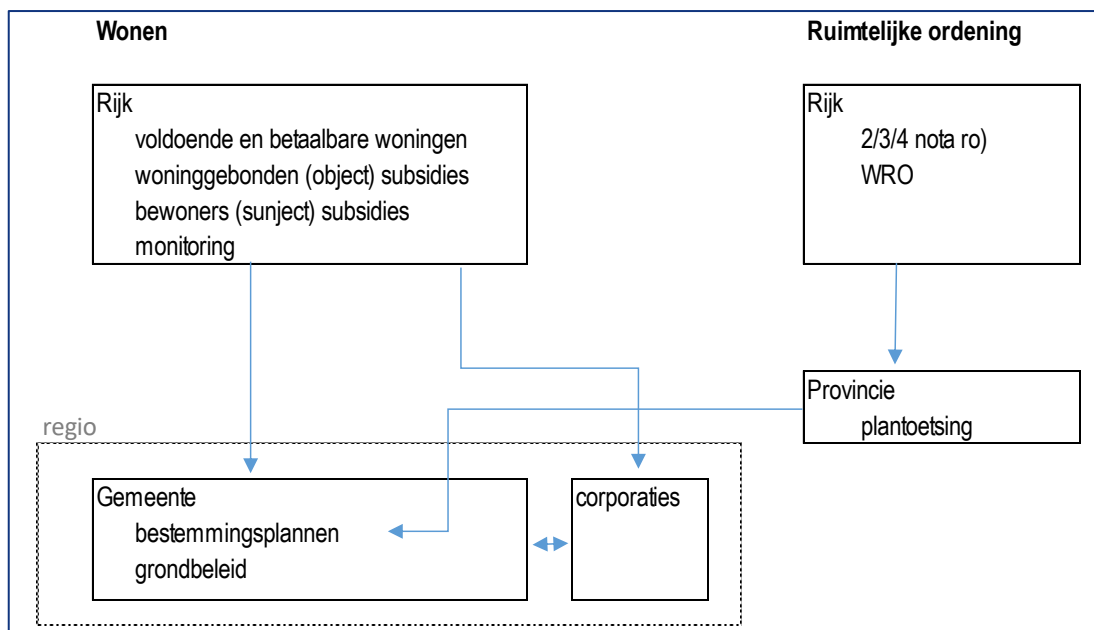 Wonen
Ruimtelijke ordening
Rijk
voldoende en betaalbare woningen
woninggebonden (object) subsidies
bewoners (sunject) subsidies
monitoring
Rijk
2/3/4 nota ro)
WRO
Provincie
plantoetsing
regio
Gemeente
bestemmingsplannen
grondbeleid
corporaties